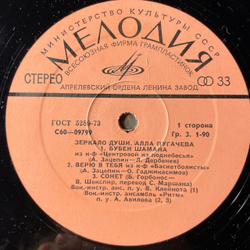 МИНИСТЕРСТВО КУЛЬТУРЫ СССР
МЕЛОДИЯ
ВСЕСОЮЗНАЯ ФИРМА ГРАМПЛАСТИНОК
СТЕРЕО
33
АПРЕЛЕВСКИЙ ОРДЕНА ЛЕНИНА ЗАВОД
ГОСТ 5289-73
С60—09799
1 сторона
Гр. 3. 1-90
ЗЕРКАЛО ДУШИ. АЛЛА ПУГАЧЕВА
1. БУБЕН ШАМАНА
из к-ф «Центровой из поднебесья»
(А. Зацепин—Л. Дербенев)
2. ВЕРЮ В ТЕБЯ из к-ф «Баскетболисты»
(А. Зацепин—О. Гаджикасимов)
3. СОНЕТ (Б. Горбонос—
В. Шекспир, перевод С. Маршака)
Вок.-инстр. анс. п. у. В. Клейнота (1)
Вок.-инстр. ансамбль «Ритм»
п. у. А. Авилова (2, 3)